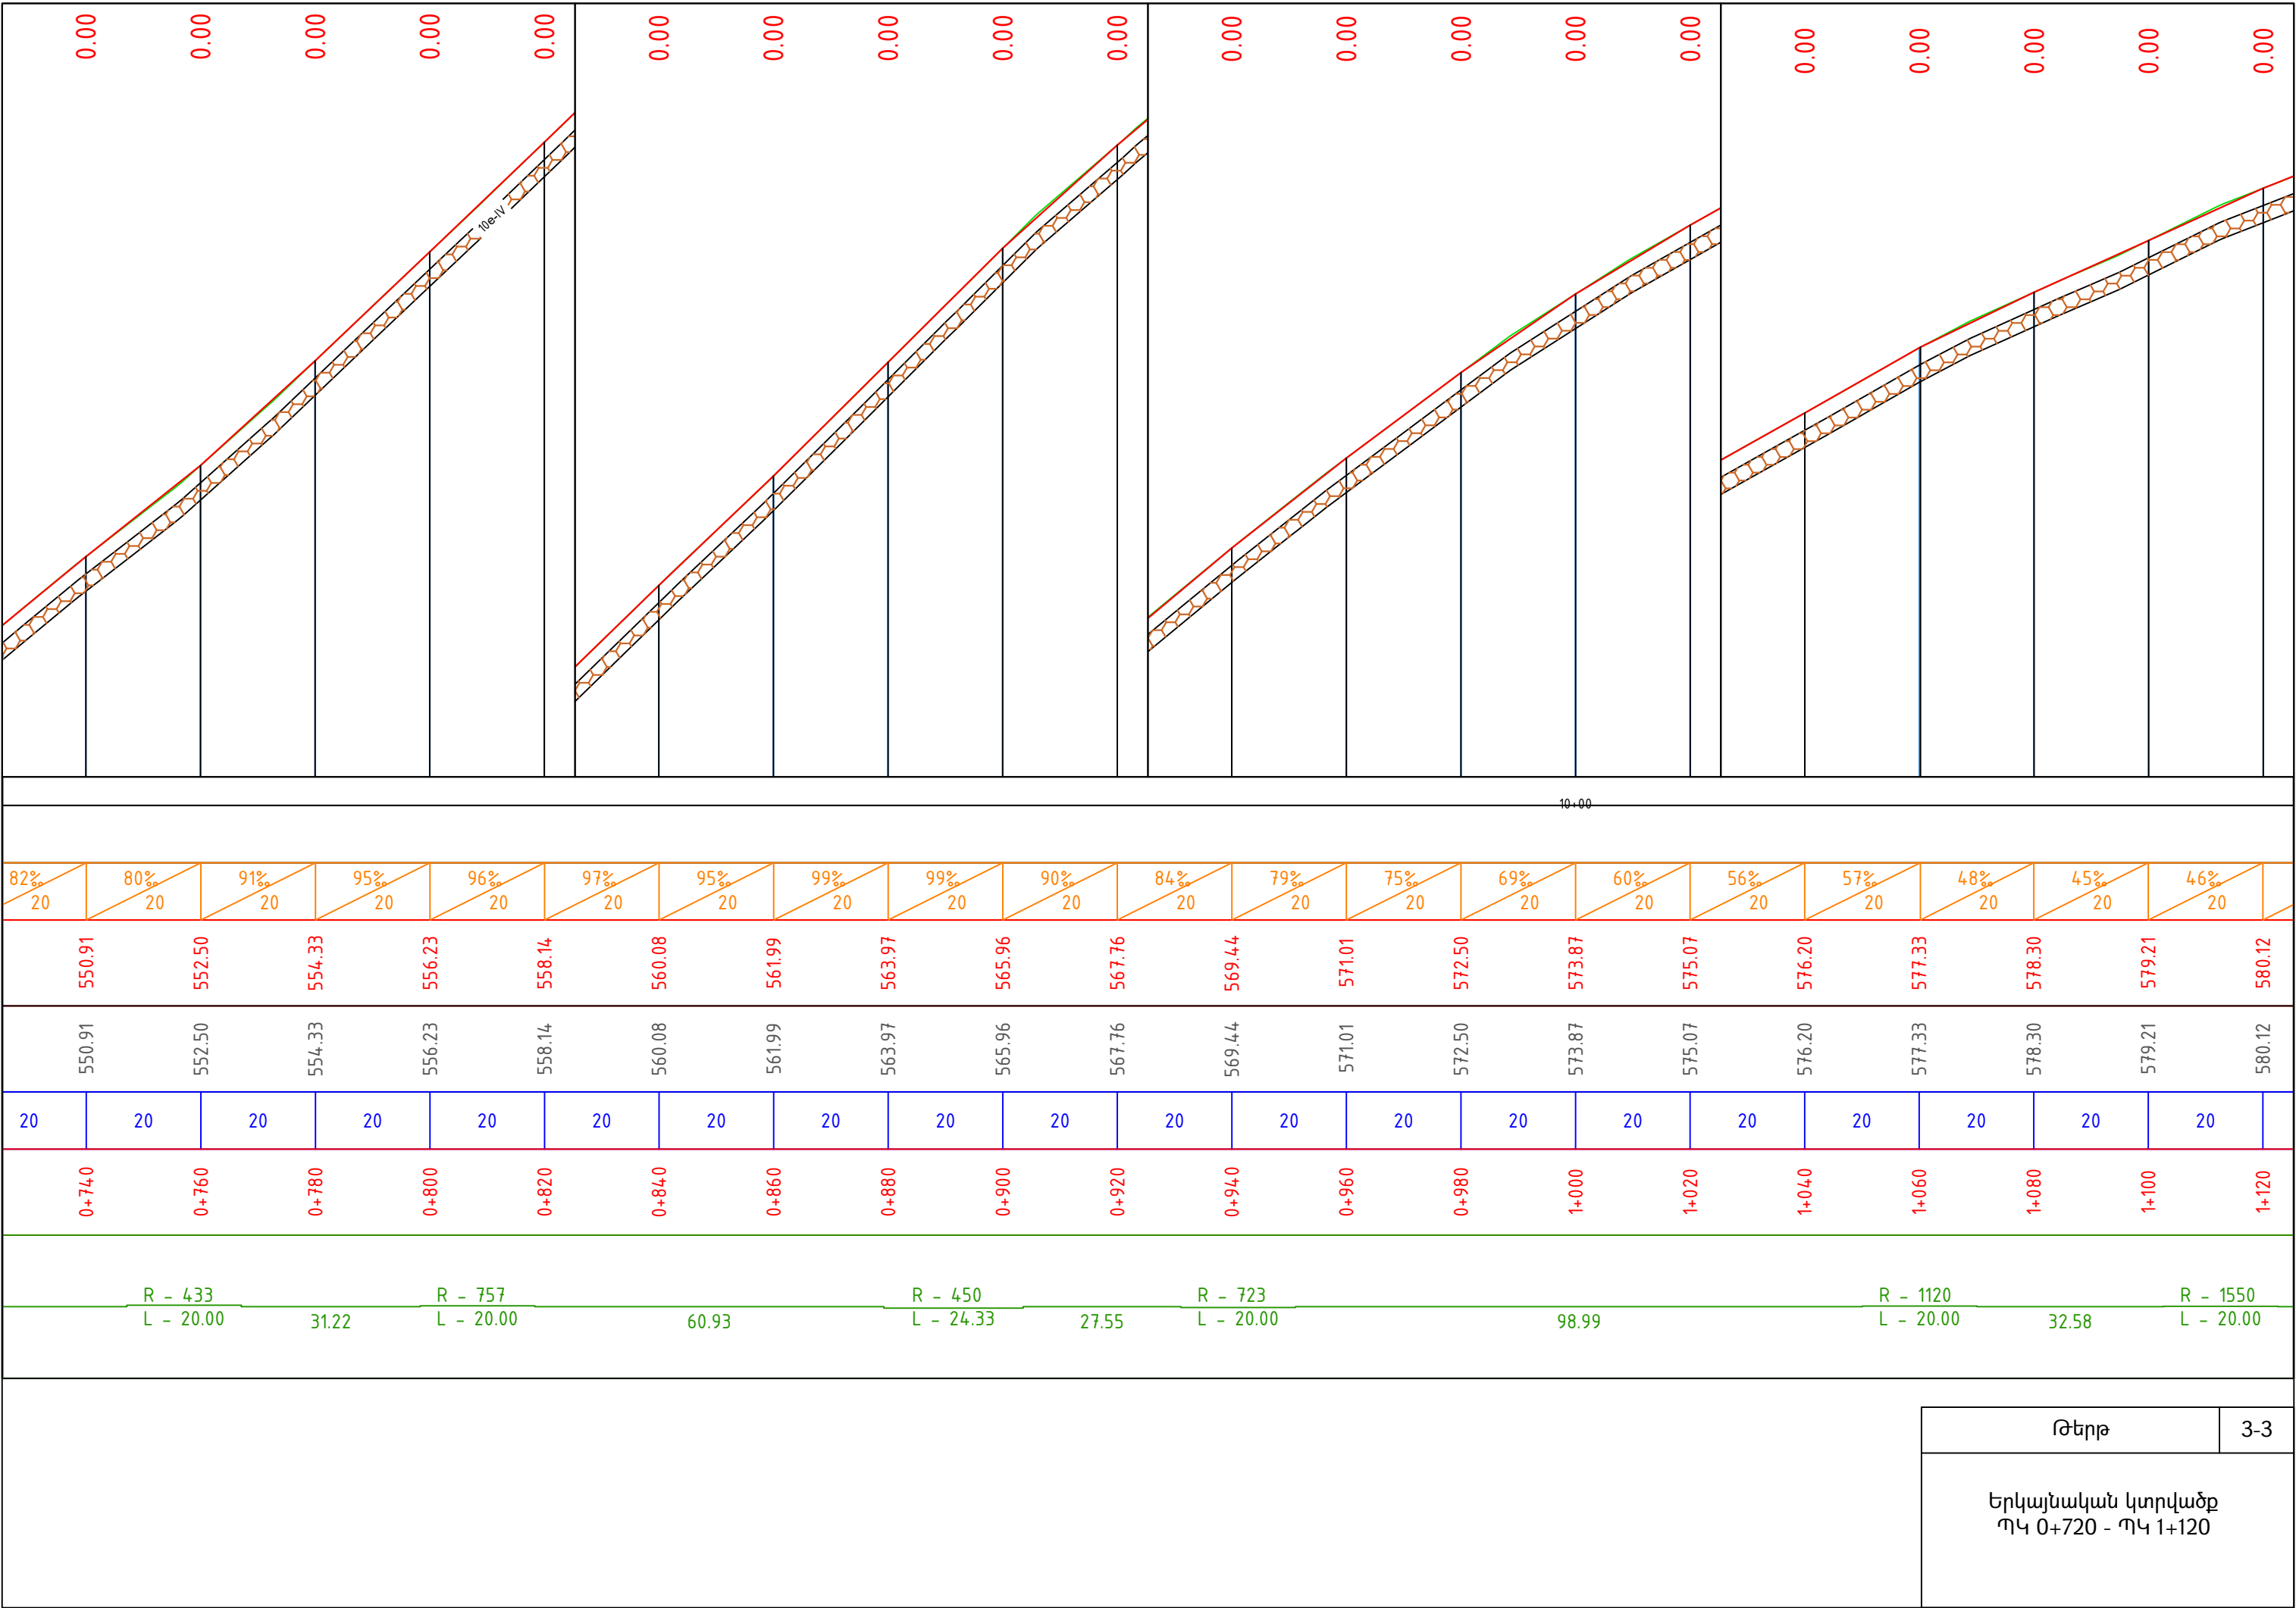 0.00 0.00 0.00 0.00 0.00 0.00 0.00 0.00 0.00 0.00 0.00 0.00 0.00 0.00 0.00 0.00 0.00 0.00 0.00 0.00
10e-IV
10+00
82‰ 80‰ 91‰ 95‰ 96‰ 97‰ 95‰ 99‰ 99‰ 90‰ 84‰ 79‰ 75‰ 69‰ 60‰ 56‰ 57‰ 48‰ 45‰ 46‰
20 20 20 20 20 20 20 20 20 20 20 20 20 20 20 20 20 20 20 20
550.91 552.50 554.33 556.23 558.14 560.08 561.99 563.97 565.96 567.76 569.44 571.01 572.50 573.87 575.07 576.20 577.33 578.30 579.21 580.12
550.91 552.50 554.33 556.23 558.14 560.08 561.99 563.97 565.96 567.76 569.44 571.01 572.50 573.87 575.07 576.20 577.33 578.30 579.21 580.12
20 20 20 20 20 20 20 20 20 20 20 20 20 20 20 20 20 20 20 20
0+740 0+760 0+780 0+800 0+820 0+840 0+860 0+880 0+900 0+920 0+940 0+960 0+980 1+000 1+020 1+040 1+060 1+080 1+100 1+120
R - 433 R - 757 R - 450 R - 723 R - 1120 R - 1550
L - 20.00 31.22 L - 20.00 60.93 L - 24.33 27.55 L - 20.00 98.99 L - 20.00 32.58 L - 20.00
Թերթ 3-3
Երկայնական կտրվածք
ՊԿ 0+720 - ՊԿ 1+120